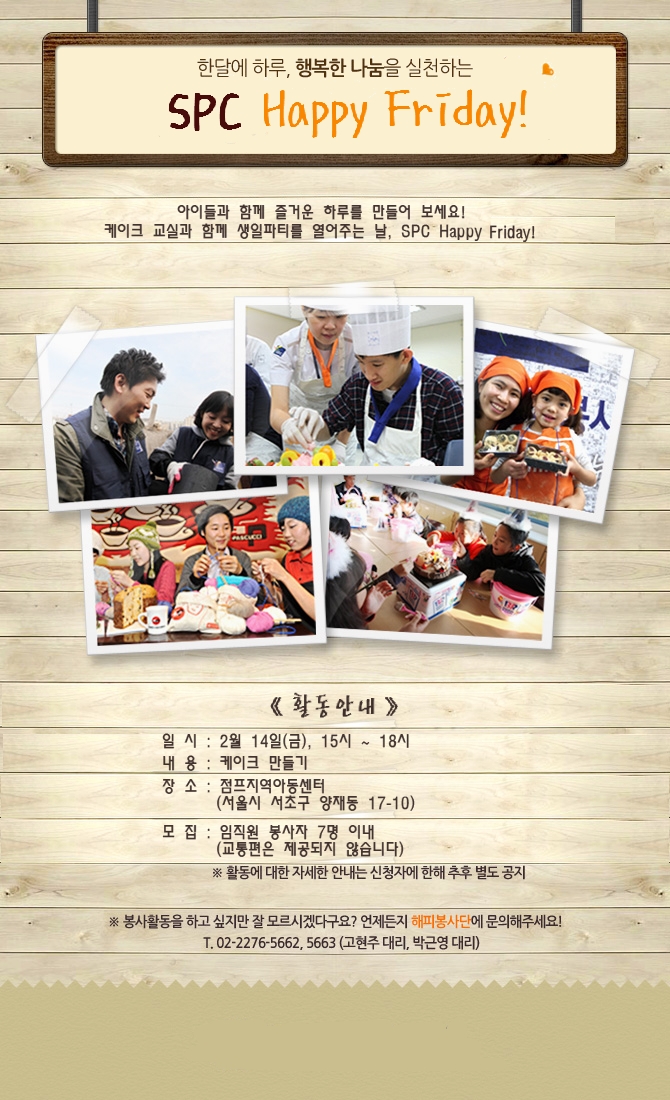 한달에 하루, 행복한 나눔을 실천하는
SPC Happy Friday!
아이들과 함께 즐거운 하루를 만들어 보세요!
케이크 교실과 함께 생일파티를 열어주는 날, SPC Happy Friday!
PASCUCCI
《 활동안내 》
일 시 : 2월 14일(금), 15시 ~ 18시
내 용 : 케이크 만들기
장 소 : 점프지역아동센터
(서울시 서초구 양재동 17-10)
모 집 : 임직원 봉사자 7명 이내
(교통편은 제공되지 않습니다)
※ 활동에 대한 자세한 안내는 신청자에 한해 추후 별도 공지
※ 봉사활동을 하고 싶지만 잘 모르시겠다구요? 언제든지 해피봉사단에 문의해주세요!
T. 02-2276-5662, 5663 (고현주 대리, 박근영 대리)